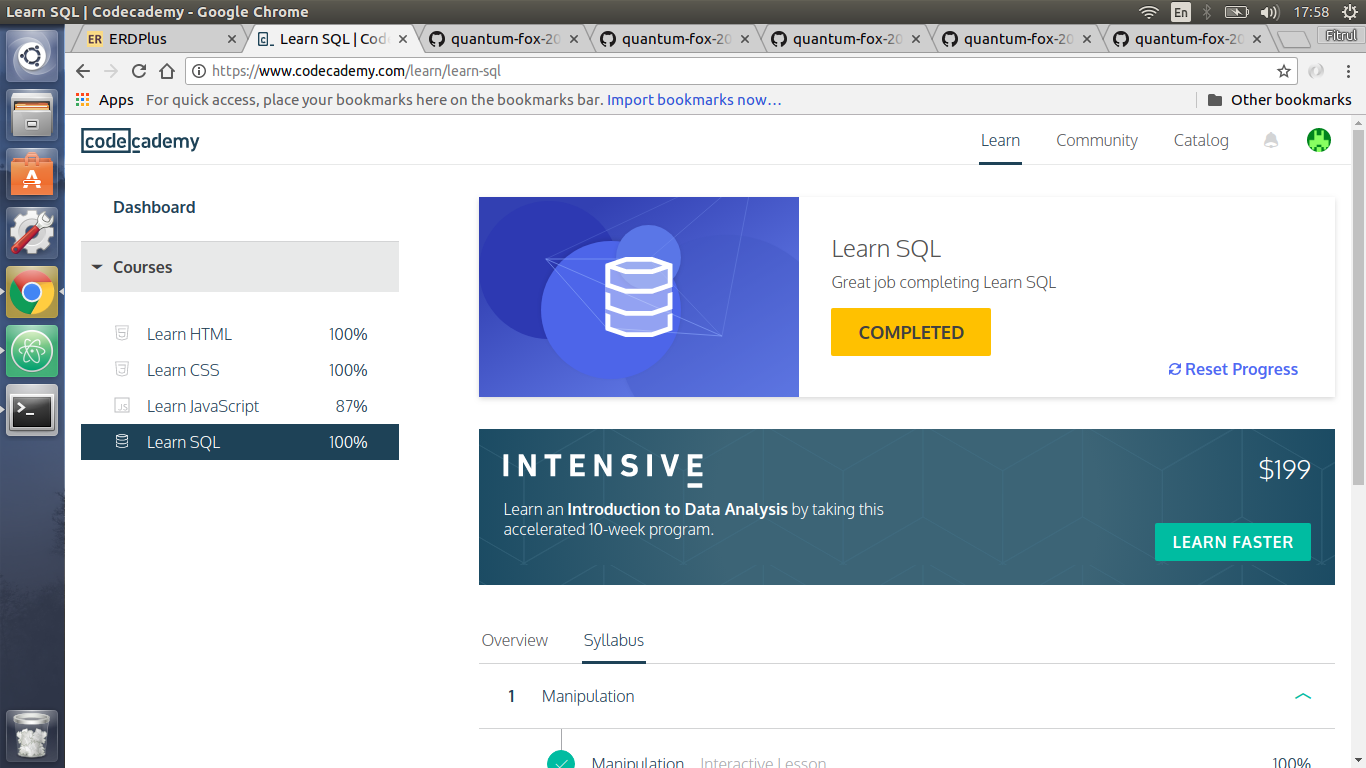 Learn SQL | Codecademy - Google Chrome
En
17:58
ER ERDPlus
Learn SQL | Cod
quantum-fox-20
quantum-fox-20
quantum-fox-20
quantum-fox-20
quantum-fox-20
Fitrul
https://www.codecademy.com/learn/learn-sql
Apps
For quick access, place your bookmarks here on the bookmarks bar. Import bookmarks now...
Other bookmarks
codecademy
Learn
Community
Catalog
Dashboard
Courses
Learn HTML 100%
Learn CSS 100%
JS Learn JavaScript 87%
Learn SQL 100%
Learn SQL
Great job completing Learn SQL
COMPLETED
Reset Progress
INTENSIVE
$199
Learn an Introduction to Data Analysis by taking this
accelerated 10-week program.
LEARN FASTER
Overview
Syllabus
1 Manipulation
Manipulation Interactive Lesson 100%